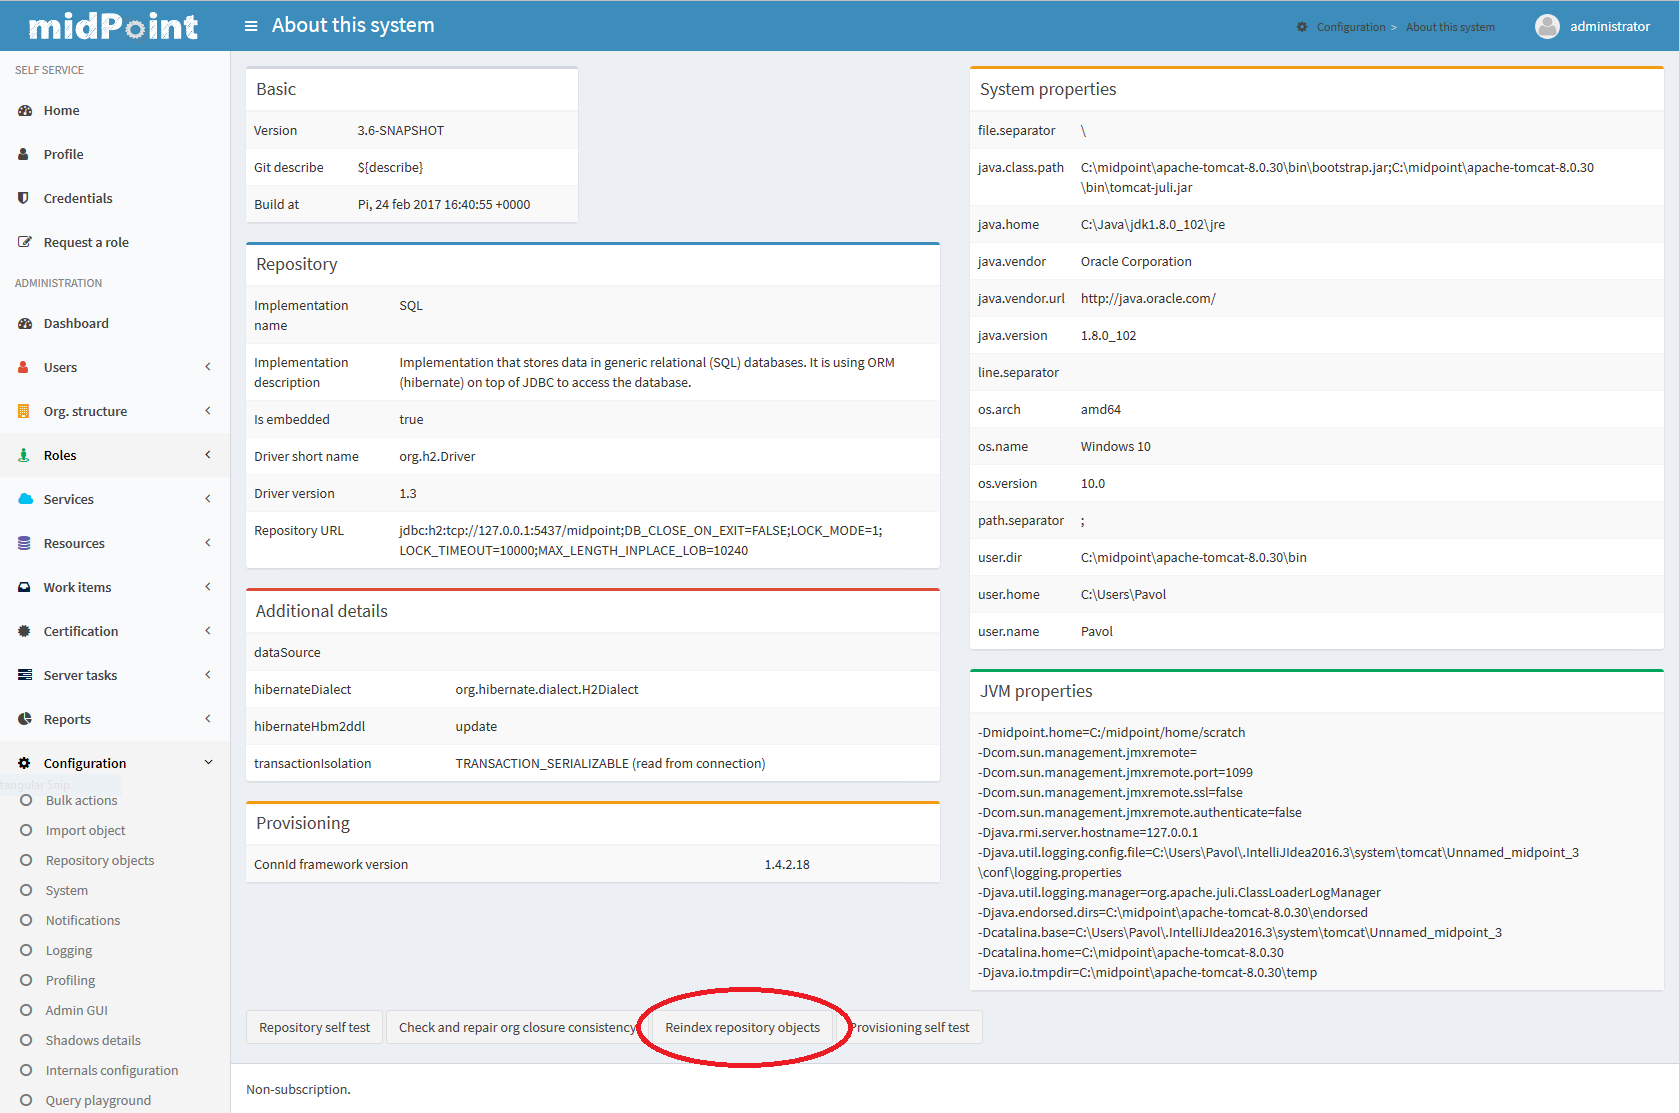 midPoint
About this system
Configuration > About this system
administrator
SELF SERVICE
Home
Profile
Credentials
Request a role
ADMINISTRATION
Dashboard
Users
Org. structure
Roles
Services
Resources
Work items
Certification
Server tasks
Reports
Configuration
tangular Snip
Bulk actions
Import object
Repository objects
System
Notifications
Logging
Profiling
Admin GUI
Shadows details
Internals configuration
Query playground
Basic
Version 3.6-SNAPSHOT
Git describe ${describe}
Build at Pi, 24 feb 2017 16:40:55 +0000
Repository
Implementation name SQL
Implementation description Implementation that stores data in generic relational (SQL) databases. It is using ORM
(hibernate) on top of JDBC to access the database.
Is embedded true
Driver short name org.h2.Driver
Driver version 1.3
Repository URL jdbc:h2:tcp://127.0.0.1:5437/midpoint;DB_CLOSE_ON_EXIT=FALSE;LOCK_MODE=1;
LOCK_TIMEOUT=10000;MAX_LENGTH_INPLACE_LOB=10240
Additional details
dataSource
hibernateDialect org.hibernate.dialect.H2Dialect
hibernateHbm2ddl update
transactionIsolation TRANSACTION_SERIALIZABLE (read from connection)
Provisioning
ConnId framework version 1.4.2.18
System properties
file.separator \
java.class.path C:\midpoint\apache-tomcat-8.0.30\bin\bootstrap.jar;C:\midpoint\apache-tomcat-8.0.30
\bin\tomcat-juli.jar
java.home C:\Java\jdk1.8.0_102\jre
java.vendor Oracle Corporation
java.vendor.url http://java.oracle.com/
java.version 1.8.0_102
line.separator
os.arch amd64
os.name Windows 10
os.version 10.0
path.separator ;
user.dir C:\midpoint\apache-tomcat-8.0.30\bin
user.home C:\Users\Pavol
user.name Pavol
JVM properties
-Dmidpoint.home=C:/midpoint/home/scratch
-Dcom.sun.management.jmxremote=
-Dcom.sun.management.jmxremote.port=1099
-Dcom.sun.management.jmxremote.ssl=false
-Dcom.sun.management.jmxremote.authenticate=false
-Djava.rmi.server.hostname=127.0.0.1
-Djava.util.logging.config.file=C:\Users\Pavol\.IntelliJIdea2016.3\system\tomcat\Unnamed_midpoint_3
\conf\logging.properties
-Djava.util.logging.manager=org.apache.juli.ClassLoaderLogManager
-Djava.endorsed.dirs=C:\midpoint\apache-tomcat-8.0.30\endorsed
-Dcatalina.base=C:\Users\Pavol\.IntelliJIdea2016.3\system\tomcat\Unnamed_midpoint_3
-Dcatalina.home=C:\midpoint\apache-tomcat-8.0.30
-Djava.io.tmpdir=C:\midpoint\apache-tomcat-8.0.30\temp
Repository self test
Check and repair org closure consistency
Reindex repository objects
Provisioning self test
Non-subscription.